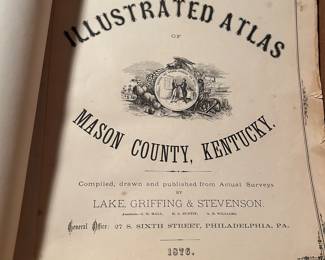 ILLUSTRATED ATLAS
OF
MASON COUNTY, KENTUCKY.
Compiled, drawn and published from Actual Surveys
BY
LAKE, GRIFFING & STEVENSON.
General Office: 27 S. SIXTH STREET, PHILADELPHIA, PA.
1876.